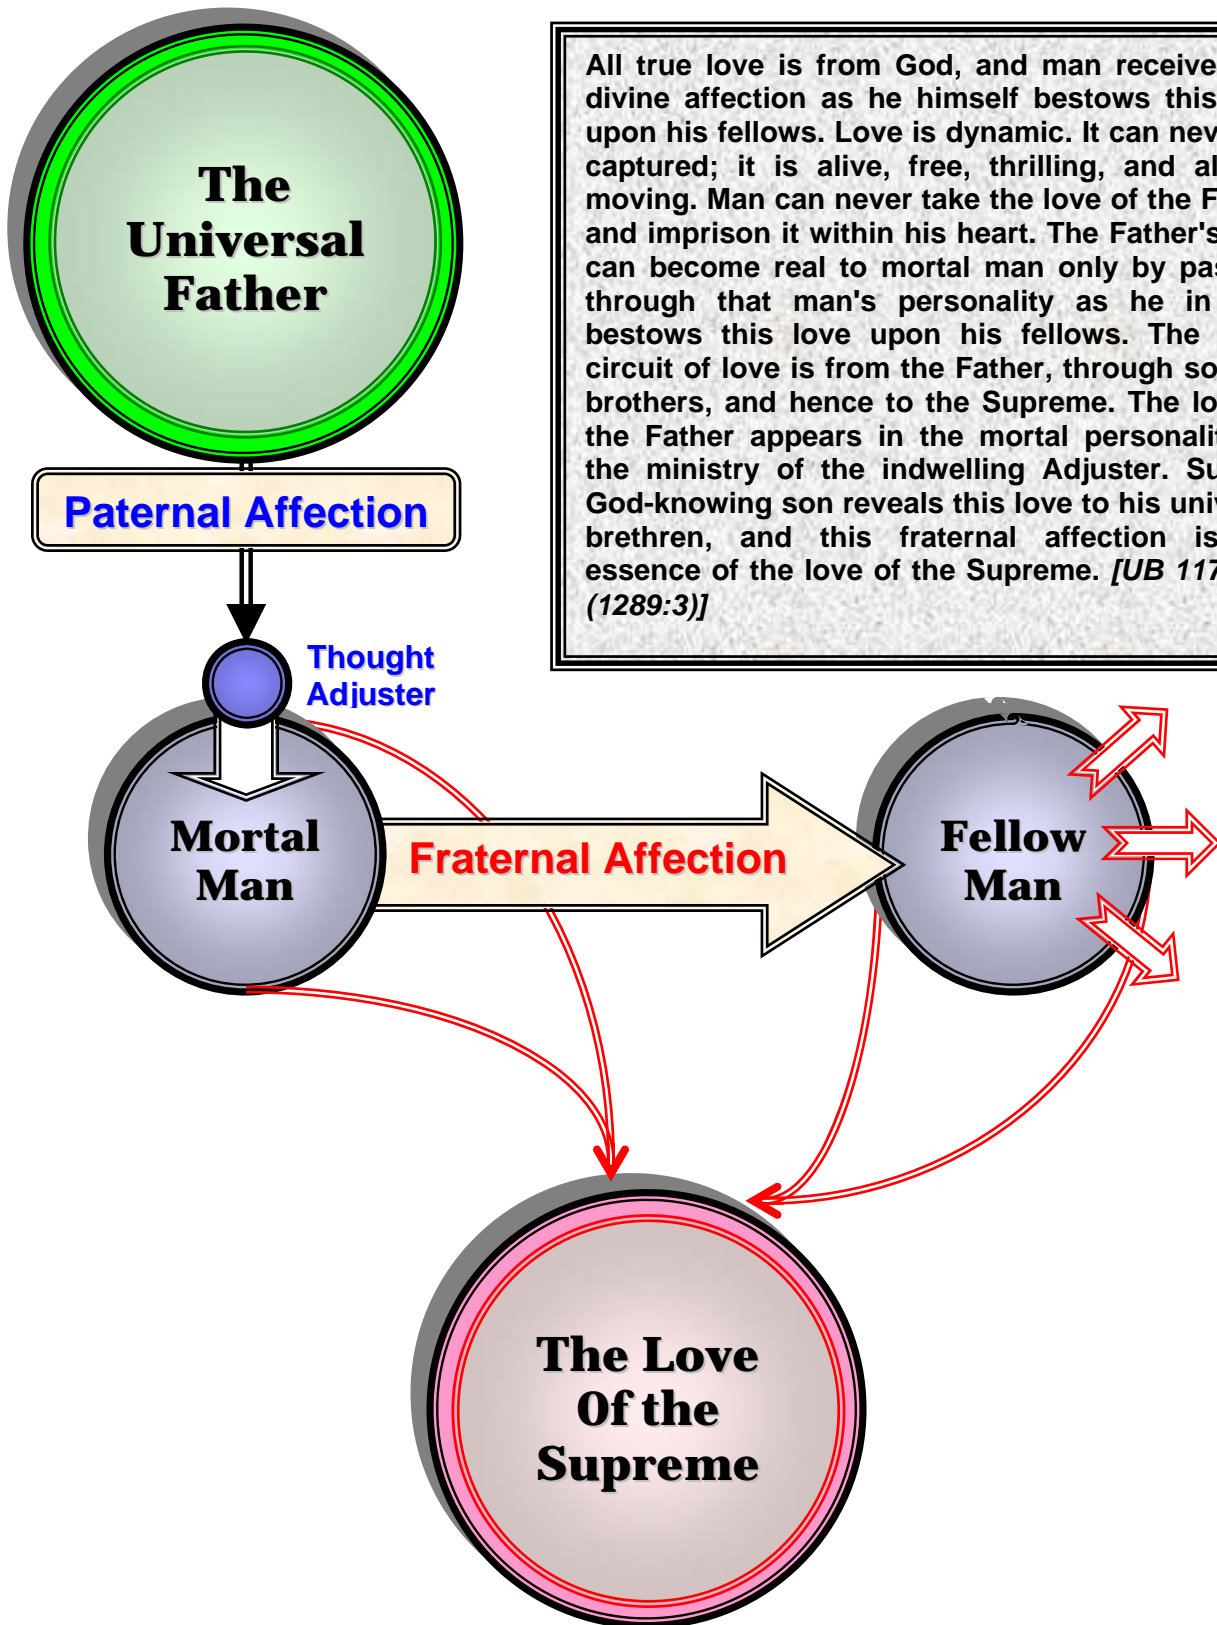 The
Universal
Father
All true love is from God, and man receive
divine affection as he himself bestows this
upon his fellows. Love is dynamic. It can nev
captured; it is alive, free, thrilling, and al
moving. Man can never take the love of the F
and imprison it within his heart. The Father's
can become real to mortal man only by pas
through that man's personality as he in
bestows this love upon his fellows. The
circuit of love is from the Father, through so
brothers, and hence to the Supreme. The lo
the Father appears in the mortal personalit
the ministry of the indwelling Adjuster. Su
God-knowing son reveals this love to his univ
brethren, and this fraternal affection is
essence of the love of the Supreme. [UB 117
(1289:3)]
Paternal Affection
Thought
Adjuster
Mortal
Man
Fraternal Affection
Fellow
Man
The Love
Of the
Supreme